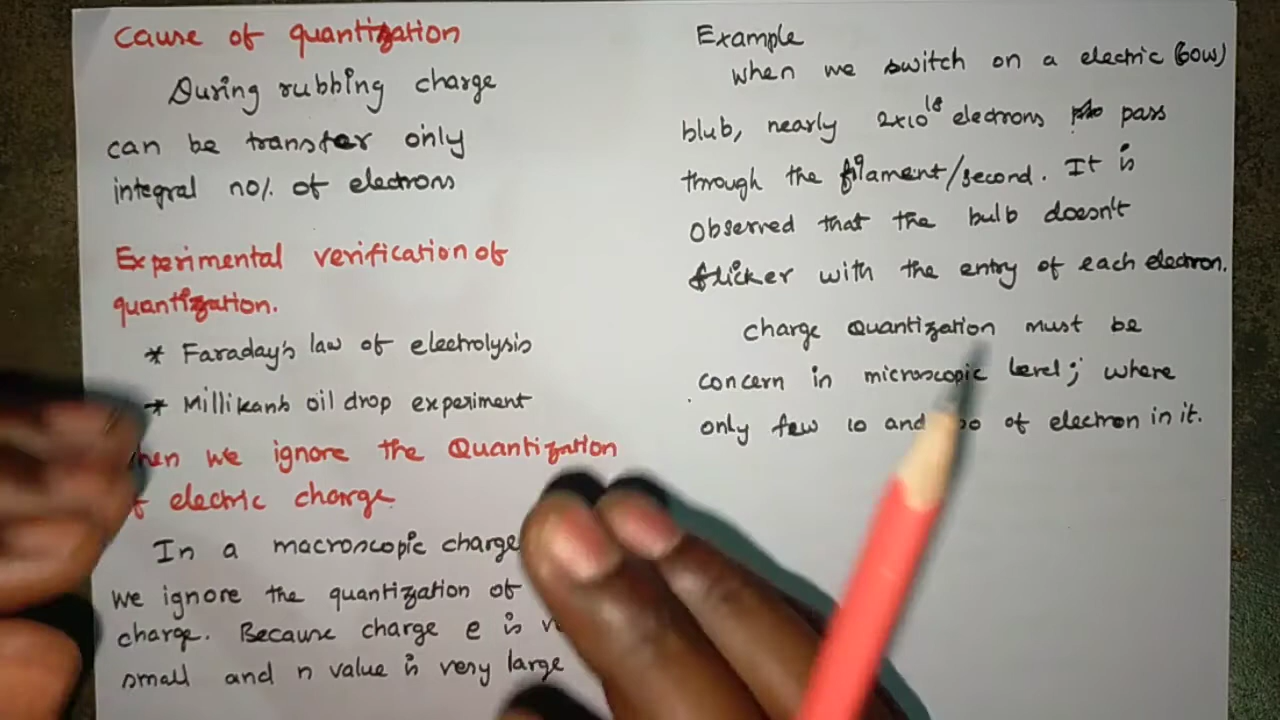 Cause of quantization
During rubbing charge
can be transfer only
integral no/. of electrons
Experimental verification of
quantization.
* Faraday's law of electrolysis
* Millikan's oil drop experiment
we ignore the Quantization
electric charge
In a macroscopic charge
we ignore the quantization of
charge. Because charge e is
small and n value is very large
Example
when we switch on a electric (60W)
blub, nearly 2x10^18 electrons pass
through the filament/second. It is
observed that the bulb doesn't
flicker with the entry of each electron.
charge Quantization must be
concern in microscopic level; where
only few 10 and of electron in it.